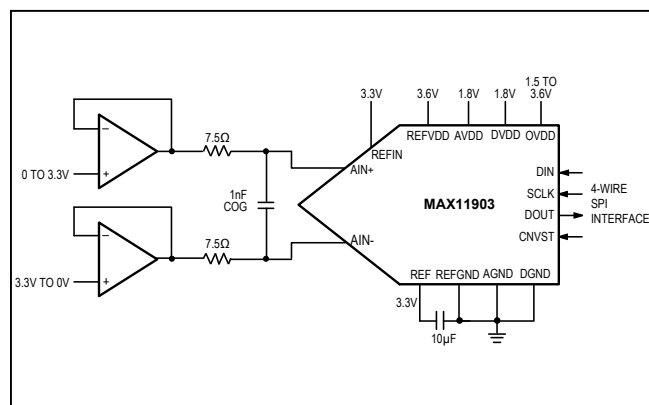 1.5 TO
3.3V 3.6V 1.8V 1.8V 3.6V
REFVDD AVDD DVDD OVDD
REFIN
7.5Ω
−
+
0 TO 3.3V
AIN+
1nF
COG
MAX11903
DIN
SCLK
DOUT
CNVST
4-WIRE
SPI
INTERFACE
7.5Ω
−
+
3.3V TO 0V
AIN-
REF REFGND AGND DGND
3.3V
10µF